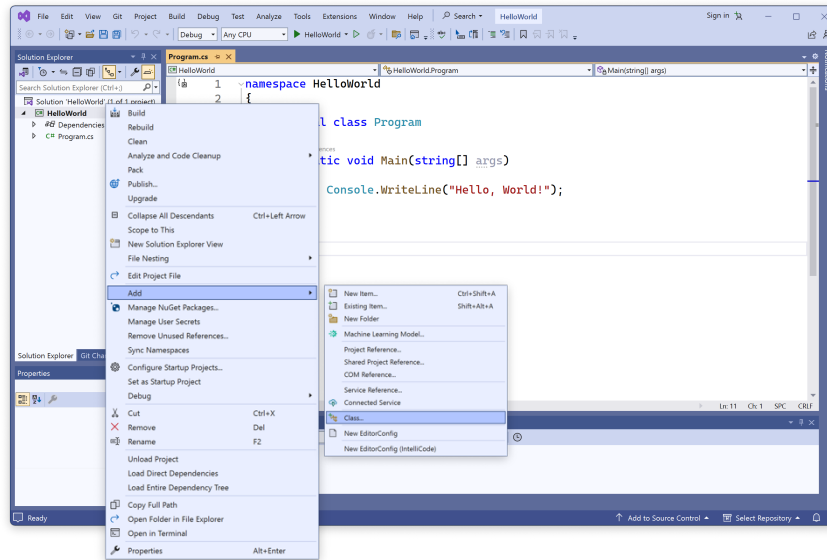 File Edit View Git Project Build Debug Test Analyze Tools Extensions Window Help Search HelloWorld Sign in
Debug Any CPU HelloWorld
Solution Explorer
Search Solution Explorer (Ctrl+;)
Solution 'HelloWorld' (1 of 1 project)
HelloWorld
Dependencies
C# Program.cs
Solution Explorer Git Cha
Properties
Program.cs
HelloWorld HelloWorld.Program Main(string[] args)
1 namespace HelloWorld
2 {
l class Program
ences
tic void Main(string[] args)
Console.WriteLine("Hello, World!");
Build
Rebuild
Clean
Analyze and Code Cleanup
Pack
Publish...
Upgrade
Collapse All Descendants Ctrl+Left Arrow
Scope to This
New Solution Explorer View
File Nesting
Edit Project File
Add
Manage NuGet Packages...
Manage User Secrets
Remove Unused References...
Sync Namespaces
Configure Startup Projects...
Set as Startup Project
Debug
Cut Ctrl+X
Remove Del
Rename F2
Unload Project
Load Direct Dependencies
Load Entire Dependency Tree
Copy Full Path
Open Folder in File Explorer
Open in Terminal
Properties Alt+Enter
New Item... Ctrl+Shift+A
Existing Item... Shift+Alt+A
New Folder
Machine Learning Model...
Project Reference...
Shared Project Reference...
COM Reference...
Service Reference...
Connected Service
Class...
New EditorConfig
New EditorConfig (IntelliCode)
Ln: 11 Ch: 1 SPC CRLF
Ready Add to Source Control Select Repository